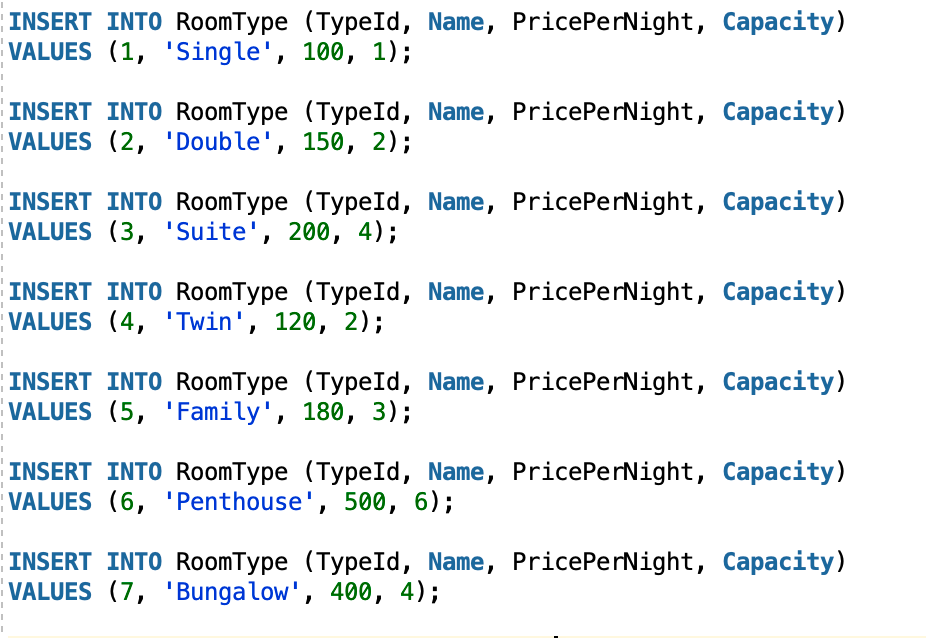 INSERT INTO RoomType (TypeId, Name, PricePerNight, Capacity)
VALUES (1, 'Single', 100, 1);
INSERT INTO RoomType (TypeId, Name, PricePerNight, Capacity)
VALUES (2, 'Double', 150, 2);
INSERT INTO RoomType (TypeId, Name, PricePerNight, Capacity)
VALUES (3, 'Suite', 200, 4);
INSERT INTO RoomType (TypeId, Name, PricePerNight, Capacity)
VALUES (4, 'Twin', 120, 2);
INSERT INTO RoomType (TypeId, Name, PricePerNight, Capacity)
VALUES (5, 'Family', 180, 3);
INSERT INTO RoomType (TypeId, Name, PricePerNight, Capacity)
VALUES (6, 'Penthouse', 500, 6);
INSERT INTO RoomType (TypeId, Name, PricePerNight, Capacity)
VALUES (7, 'Bungalow', 400, 4);